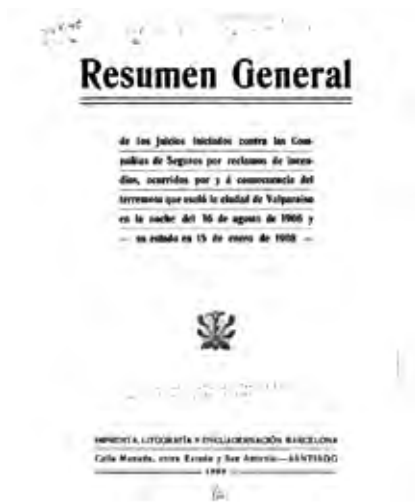 Resumen General
de los Juicios iniciados contra las Com-
pañías de Seguros por reclamos de incen-
dios, ocurridos por y á consecuencia del
terremoto que asoló la ciudad de Valparaíso
en la noche del 16 de agosto de 1906 y
— su estado en 15 de enero de 1908 —
IMPRENTA, LITOGRAFÍA Y ENCUADERNACIÓN BARCELONA
Calle Moneda, entre Estado y San Antonio—SANTIAGO